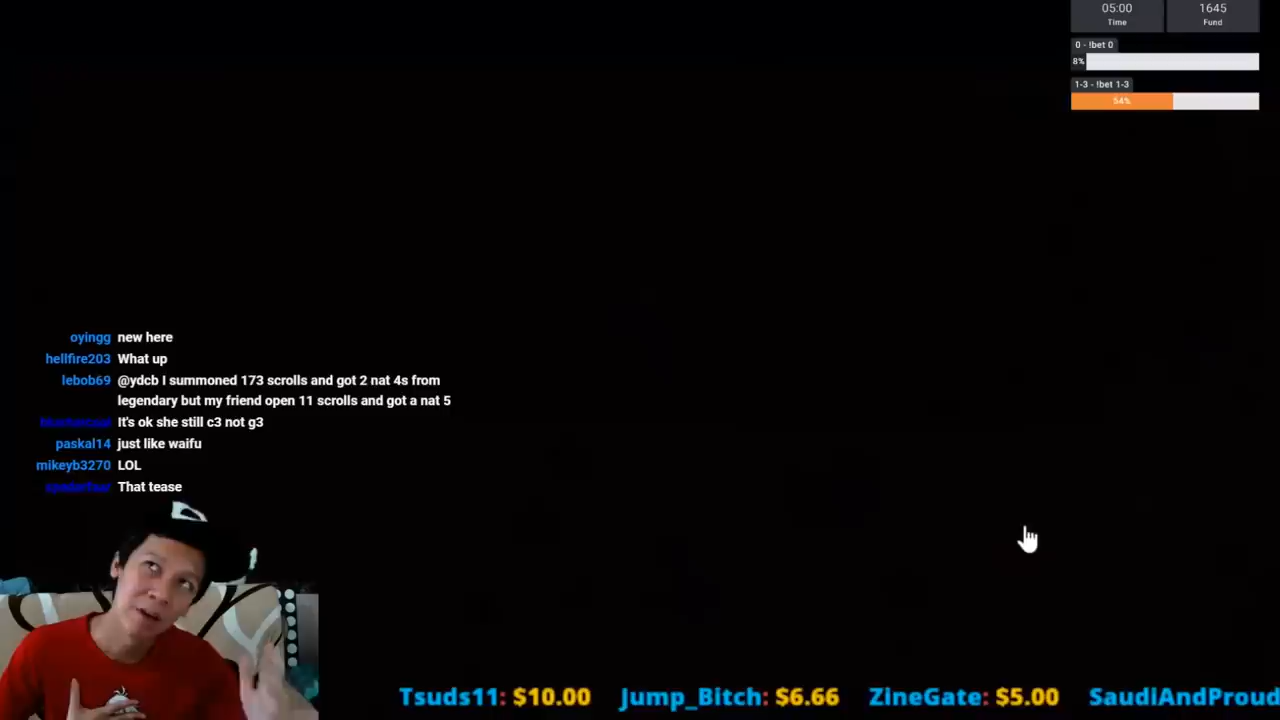 05:00
Time
1645
Fund
0 - !bet 0
8%
1-3 - !bet 1-3
54%
oyingg new here
hellfire203 What up
lebob69 @ydcb I summoned 173 scrolls and got 2 nat 4s from
legendary but my friend open 11 scrolls and got a nat 5
It's ok she still c3 not g3
paskal14 just like waifu
mikeyb3270 LOL
That tease
Tsuds11: $10.00 Jump_Bitch: $6.66 ZineGate: $5.00 SaudiAndProud